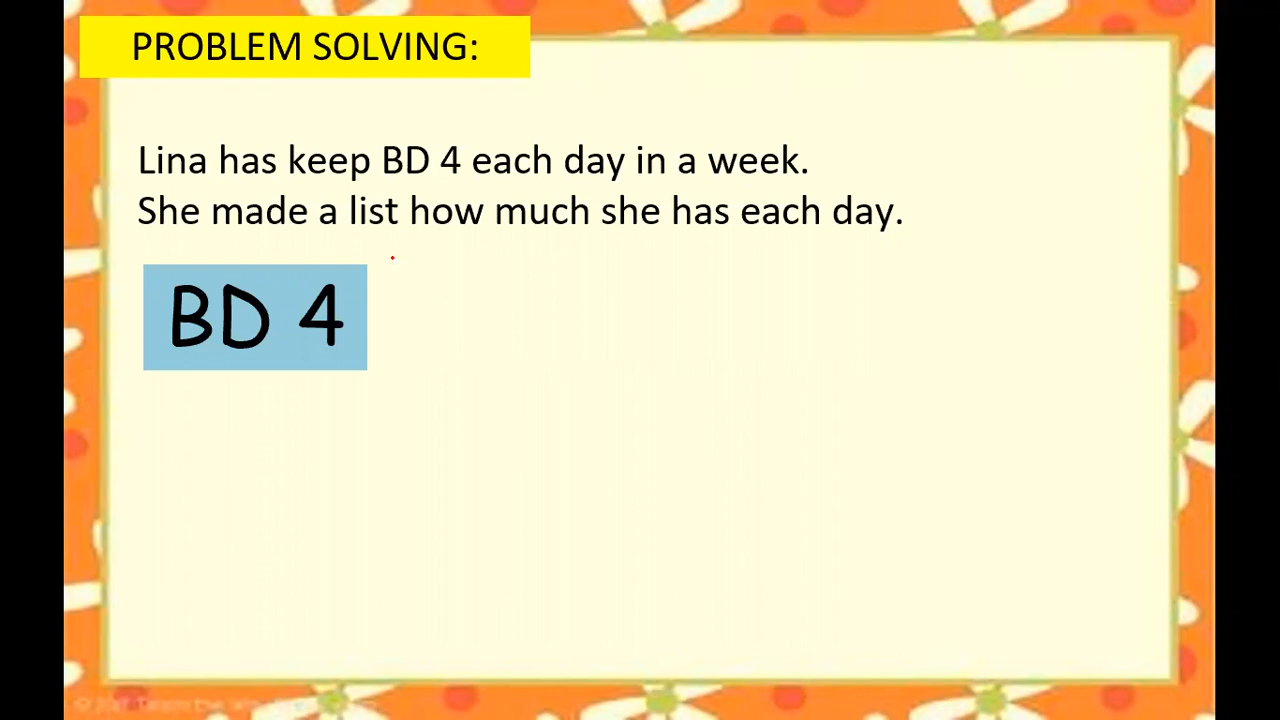 PROBLEM SOLVING:
Lina has keep BD 4 each day in a week.
She made a list how much she has each day.
BD 4